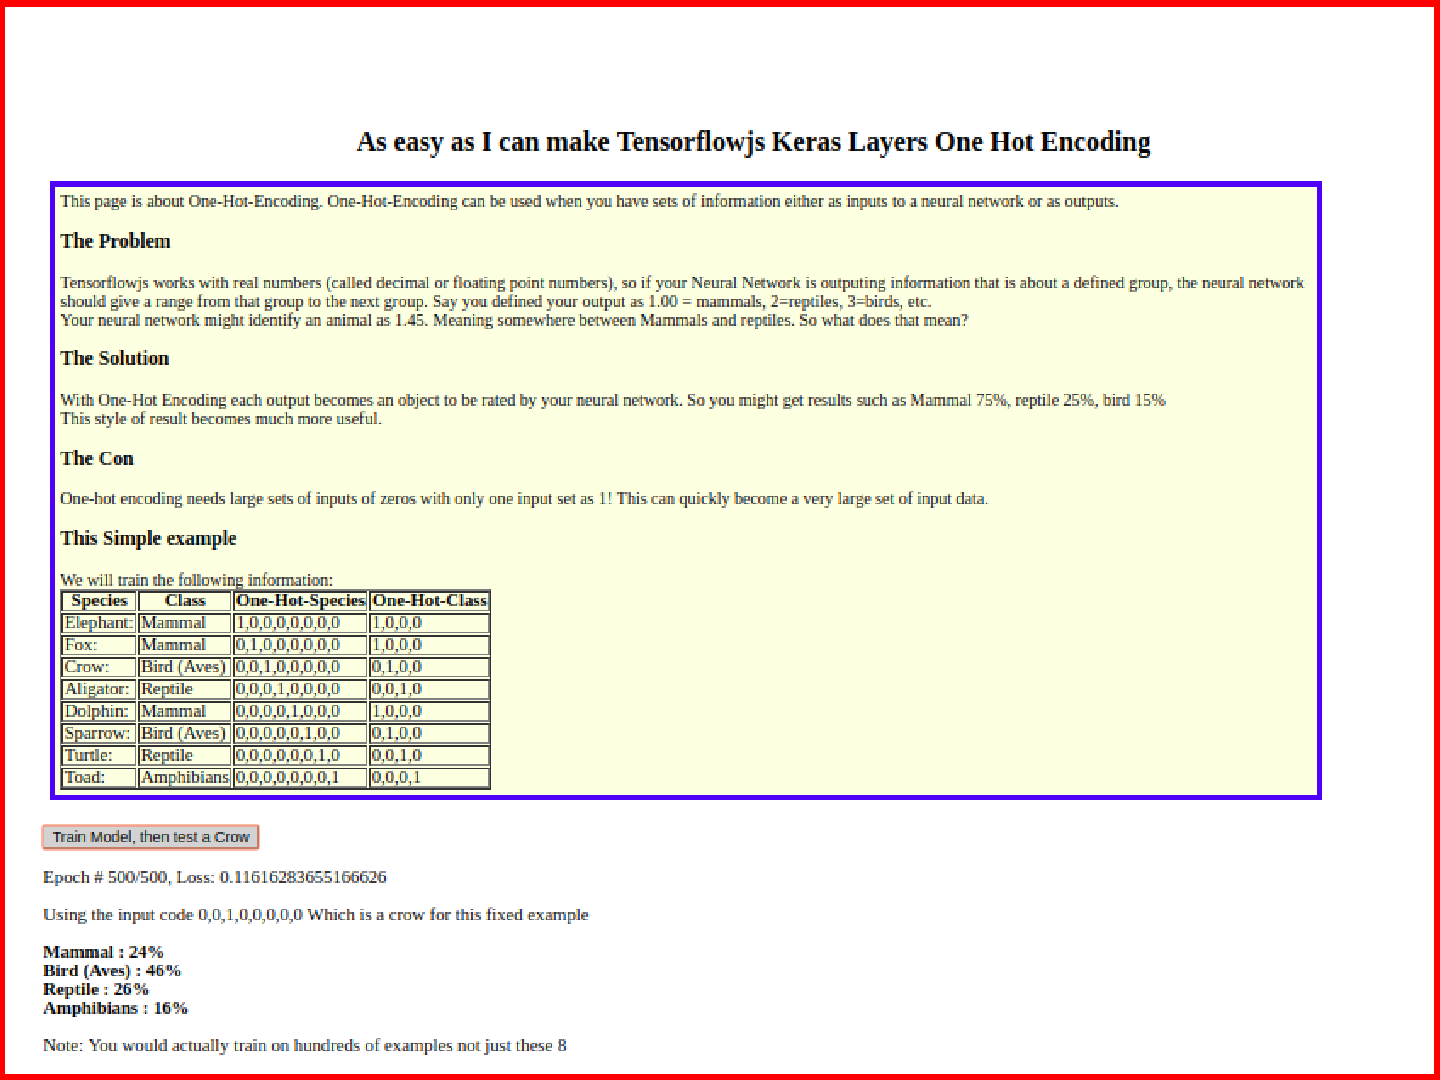 As easy as I can make Tensorflowjs Keras Layers One Hot Encoding
This page is about One-Hot-Encoding. One-Hot-Encoding can be used when you have sets of information either as inputs to a neural network or as outputs.
The Problem
Tensorflowjs works with real numbers (called decimal or floating point numbers), so if your Neural Network is outputing information that is about a defined group, the neural network
should give a range from that group to the next group. Say you defined your output as 1.00 = mammals, 2=reptiles, 3=birds, etc.
Your neural network might identify an animal as 1.45. Meaning somewhere between Mammals and reptiles. So what does that mean?
The Solution
With One-Hot Encoding each output becomes an object to be rated by your neural network. So you might get results such as Mammal 75%, reptile 25%, bird 15%
This style of result becomes much more useful.
The Con
One-hot encoding needs large sets of inputs of zeros with only one input set as 1! This can quickly become a very large set of input data.
This Simple example
We will train the following information:
Species Class One-Hot-Species One-Hot-Class
Elephant: Mammal 1,0,0,0,0,0,0,0 1,0,0,0
Fox: Mammal 0,1,0,0,0,0,0,0 1,0,0,0
Crow: Bird (Aves) 0,0,1,0,0,0,0,0 0,1,0,0
Aligator: Reptile 0,0,0,1,0,0,0,0 0,0,1,0
Dolphin: Mammal 0,0,0,0,1,0,0,0 1,0,0,0
Sparrow: Bird (Aves) 0,0,0,0,0,1,0,0 0,1,0,0
Turtle: Reptile 0,0,0,0,0,0,1,0 0,0,1,0
Toad: Amphibians 0,0,0,0,0,0,0,1 0,0,0,1
Train Model, then test a Crow
Epoch # 500/500, Loss: 0.11616283655166626
Using the input code 0,0,1,0,0,0,0,0 Which is a crow for this fixed example
Mammal : 24%
Bird (Aves) : 46%
Reptile : 26%
Amphibians : 16%
Note: You would actually train on hundreds of examples not just these 8